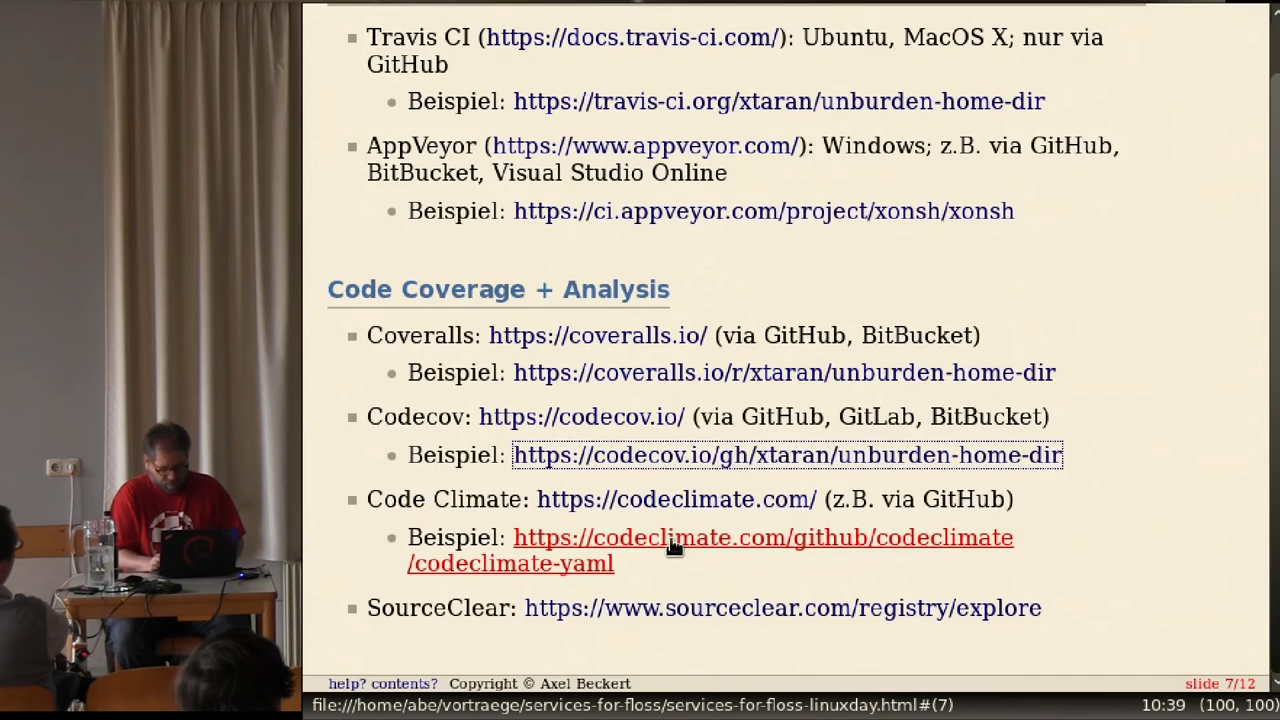 Travis CI (https://docs.travis-ci.com/): Ubuntu, MacOS X; nur via
GitHub
Beispiel: https://travis-ci.org/xtaran/unburden-home-dir
AppVeyor (https://www.appveyor.com/): Windows; z.B. via GitHub,
BitBucket, Visual Studio Online
Beispiel: https://ci.appveyor.com/project/xonsh/xonsh
Code Coverage + Analysis
Coveralls: https://coveralls.io/ (via GitHub, BitBucket)
Beispiel: https://coveralls.io/r/xtaran/unburden-home-dir
Codecov: https://codecov.io/ (via GitHub, GitLab, BitBucket)
Beispiel: https://codecov.io/gh/xtaran/unburden-home-dir
Code Climate: https://codeclimate.com/ (z.B. via GitHub)
Beispiel: https://codeclimate.com/github/codeclimate
/codeclimate-yaml
SourceClear: https://www.sourceclear.com/registry/explore
help? contents? Copyright © Axel Beckert slide 7/12
file:///home/abe/vortraege/services-for-floss/services-for-floss-linuxday.html#(7) 10:39 (100, 100)